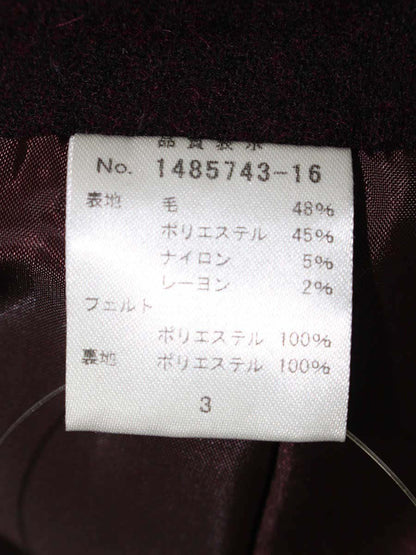 品質表示
No. 1485743-16
表地 毛 48%
ポリエステル 45%
ナイロン 5%
レーヨン 2%
フェルト
ポリエステル 100%
裏地 ポリエステル 100%
3